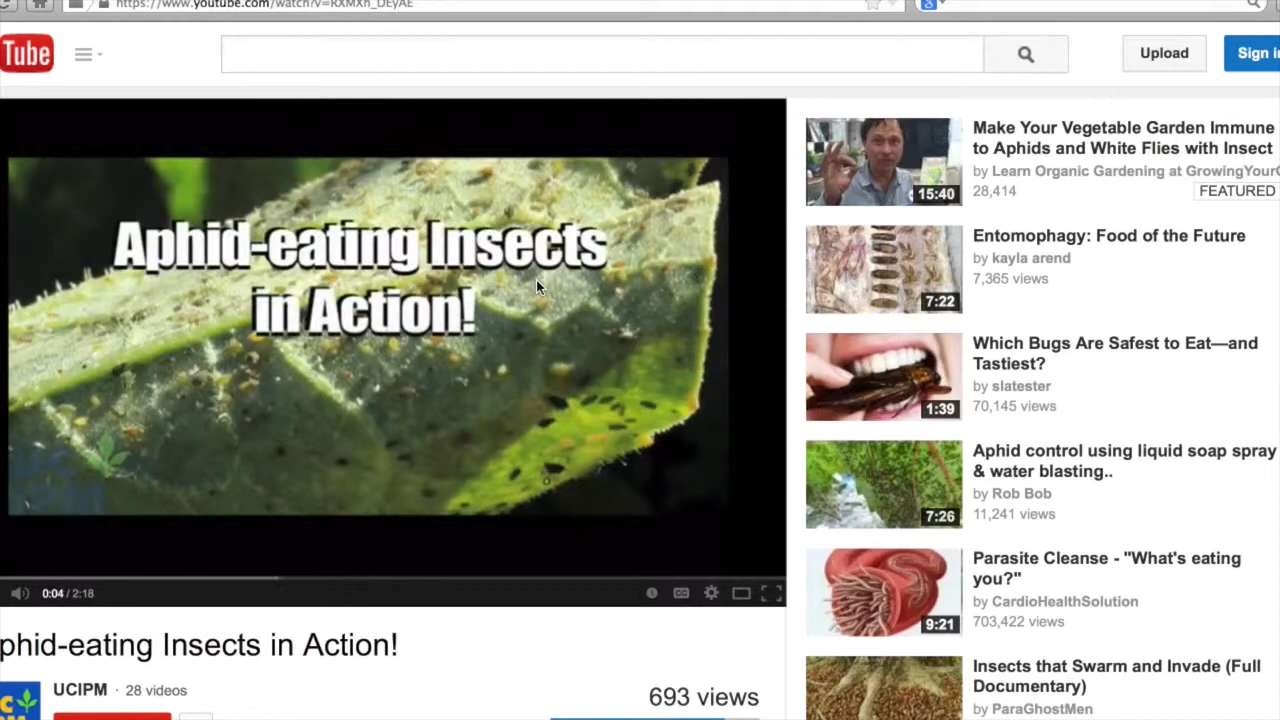 https://www.youtube.com/watch?v=RXMXh_DEyAE
Tube
Upload
Sign i
Aphid-eating Insects
in Action!
0:04 / 2:18
CC
phid-eating Insects in Action!
UCIPM · 28 videos
693 views
15:40
Make Your Vegetable Garden Immune
to Aphids and White Flies with Insect
by Learn Organic Gardening at GrowingYour
28,414
FEATURED
7:22
Entomophagy: Food of the Future
by kayla arend
7,365 views
1:39
Which Bugs Are Safest to Eat—and
Tastiest?
by slatester
70,145 views
7:26
Aphid control using liquid soap spray
& water blasting..
by Rob Bob
11,241 views
9:21
Parasite Cleanse - "What's eating
you?"
by CardioHealthSolution
703,422 views
Insects that Swarm and Invade (Full
Documentary)
by ParaGhostMen